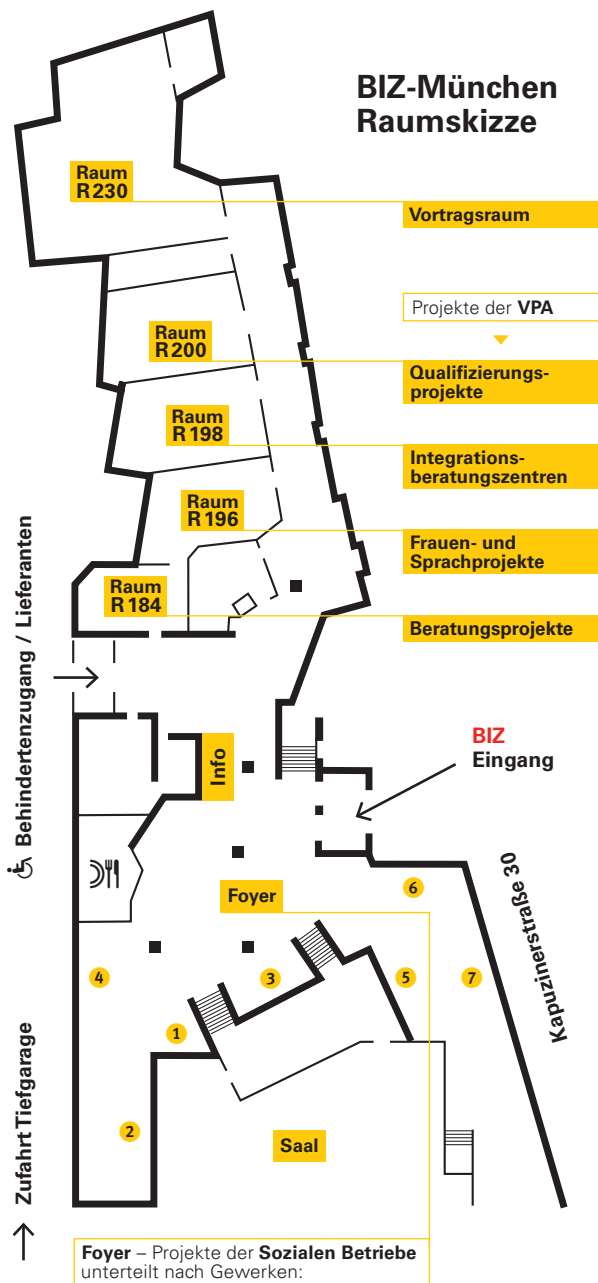 BIZ-München
Raumskizze
Raum
R 230
Vortragsraum
Projekte der VPA
Raum
R 200
Qualifizierungs-
projekte
Raum
R 198
Integrations-
beratungszentren
Raum
R 196
Frauen- und
Sprachprojekte
Raum
R 184
Beratungsprojekte
Behindertenzugang / Lieferanten
Info
BIZ
Eingang
Kapuzinerstraße 30
Foyer
6
4
3
5
7
1
2
Saal
Zufahrt Tiefgarage
Foyer – Projekte der Sozialen Betriebe
unterteilt nach Gewerken: